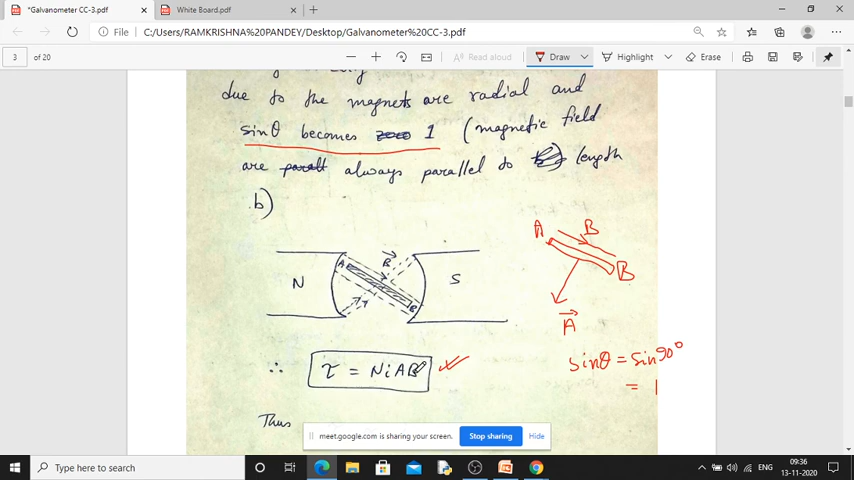 *Galvanometer CC-3.pdf
White Board.pdf
C:/Users/RAMKRISHNA%20PANDEY/Desktop/Galvanometer%20CC-3.pdf
3 of 20
Read aloud
Draw
Highlight
Erase
due to the magnets are radial and
sinθ becomes 1 (magnetic field
are always parallel to length
b)
A B
B
A
N
S
B
A
τ = NiAB
sinθ = sin90°
= 1
Thus
meet.google.com is sharing your screen.
Stop sharing
Hide
Type here to search
ENG
09:36
13-11-2020